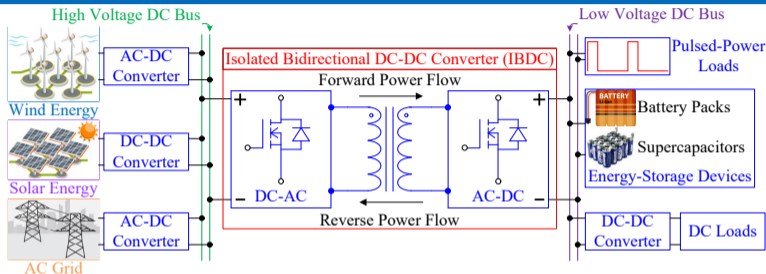 High Voltage DC Bus
Low Voltage DC Bus
AC-DC
Converter
Wind Energy
DC-DC
Converter
Solar Energy
AC-DC
Converter
AC Grid
Isolated Bidirectional DC-DC Converter (IBDC)
Forward Power Flow
+
−
DC-AC
+
−
AC-DC
Reverse Power Flow
Pulsed-Power
Loads
BATTERY
Battery Packs
Supercapacitors
Energy-Storage Devices
DC-DC
Converter
DC Loads